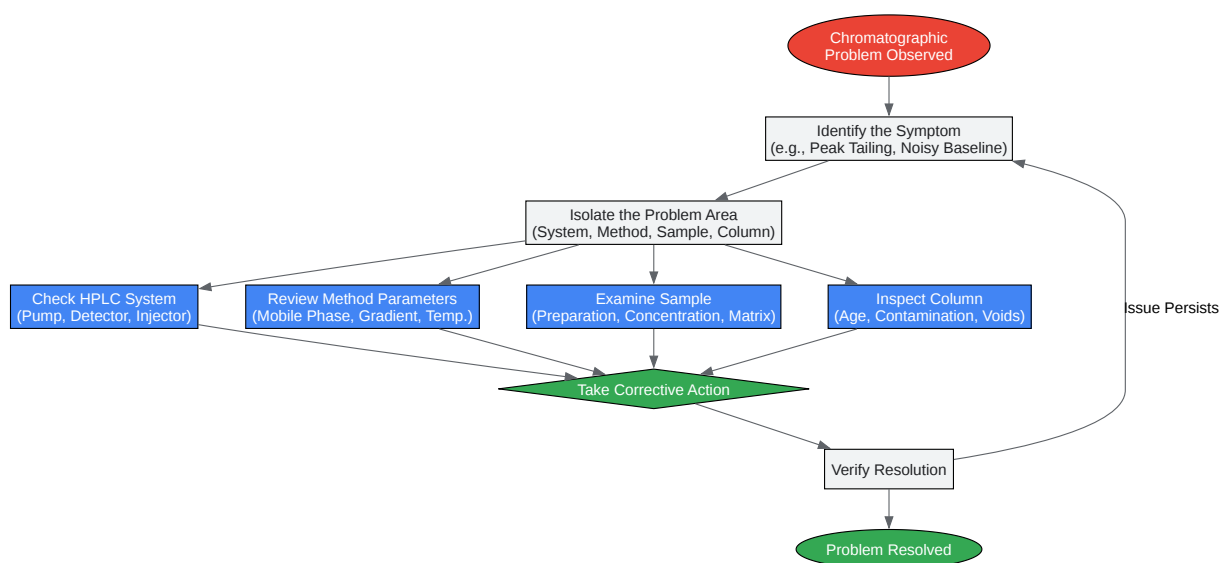 Chromatographic
Problem Observed
Identify the Symptom
(e.g., Peak Tailing, Noisy Baseline)
Isolate the Problem Area
(System, Method, Sample, Column)
Check HPLC System
(Pump, Detector, Injector)
Review Method Parameters
(Mobile Phase, Gradient, Temp.)
Examine Sample
(Preparation, Concentration, Matrix)
Inspect Column
(Age, Contamination, Voids)
Issue Persists
Take Corrective Action
Verify Resolution
Problem Resolved